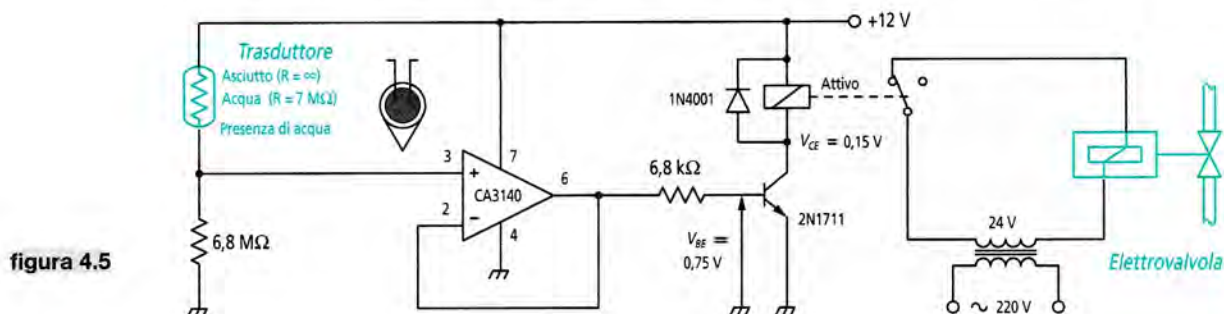 +12 V
Trasduttore
Asciutto (R = ∞)
Acqua (R = 7 MΩ)
Presenza di acqua
1N4001
Attivo
V_CE = 0,15 V
3
7
6,8 kΩ
+
CA3140
6
2
−
4
2N1711
6,8 MΩ
V_BE =
0,75 V
24 V
figura 4.5
Elettrovalvola
~ 220 V